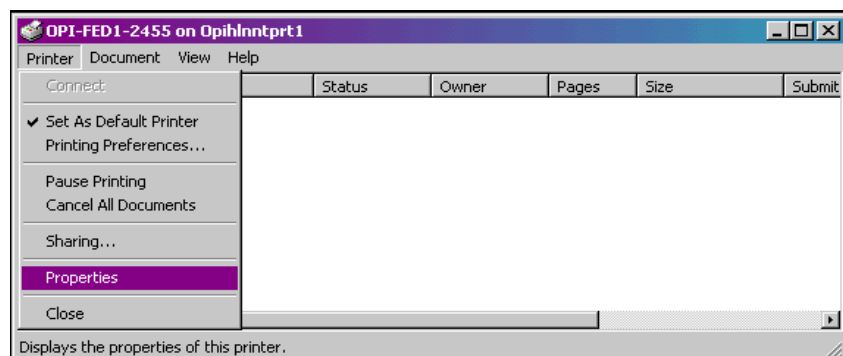 OPI-FED1-2455 on Opihlnntprt1
Printer Document View Help
Connect Status Owner Pages Size Submit
Set As Default Printer
Printing Preferences...
Pause Printing
Cancel All Documents
Sharing...
Properties
Close
Displays the properties of this printer.